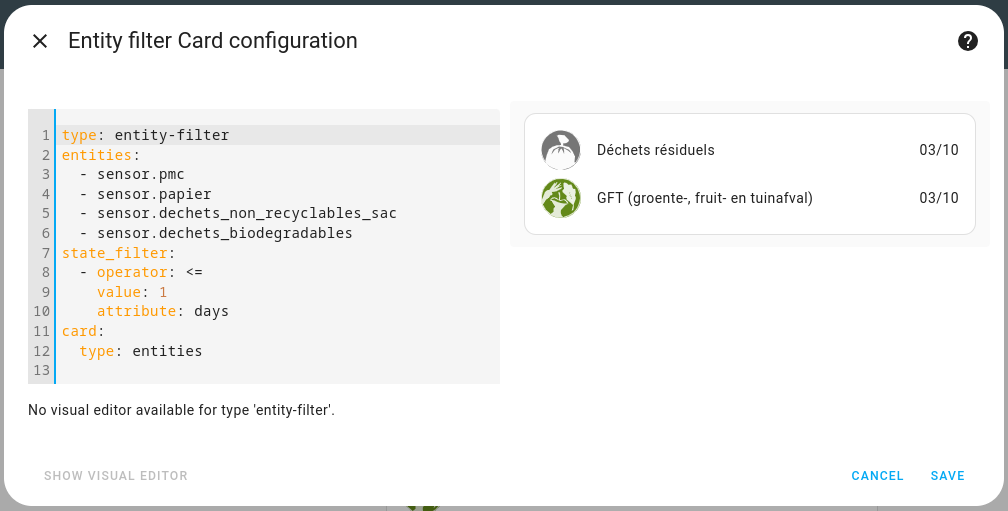 Entity filter Card configuration
1 type: entity-filter
2 entities:
3   - sensor.pmc
4   - sensor.papier
5   - sensor.dechets_non_recyclables_sac
6   - sensor.dechets_biodegradables
7 state_filter:
8   - operator: <=
9     value: 1
10     attribute: days
11 card:
12   type: entities
13
Déchets résiduels 03/10
GFT (groente-, fruit- en tuinafval) 03/10
No visual editor available for type 'entity-filter'.
SHOW VISUAL EDITOR CANCEL SAVE